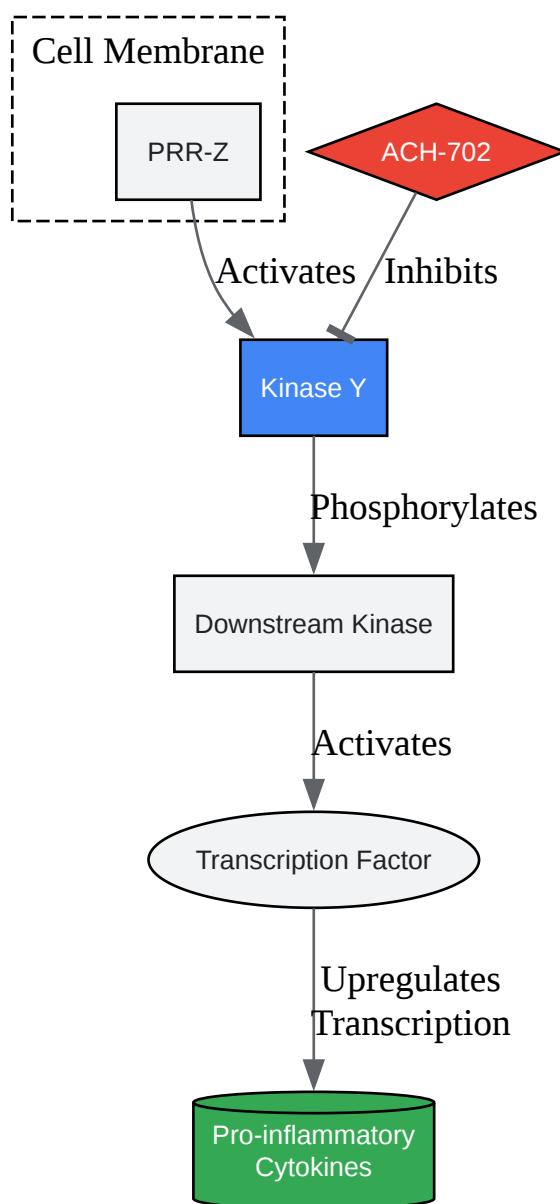 Cell Membrane
PRR-Z
ACH-702
Activates
Inhibits
Kinase Y
Phosphorylates
Downstream Kinase
Activates
Transcription Factor
Upregulates
Transcription
Pro-inflammatory
Cytokines